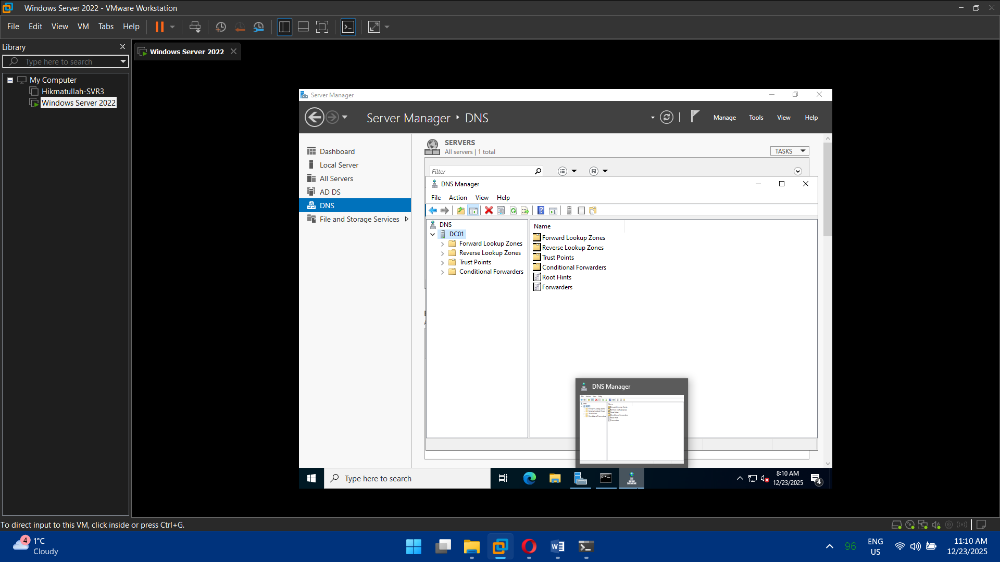 Windows Server 2022 - VMware Workstation
File Edit View VM Tabs Help
Library
Type here to search
My Computer
Hikmatullah-SVR3
Windows Server 2022
Windows Server 2022
Server Manager
Server Manager DNS
Manage Tools View Help
Dashboard
Local Server
All Servers
AD DS
DNS
File and Storage Services
SERVERS
All servers | 1 total
TASKS
Filter
DNS Manager
File Action View Help
DNS
DC01
Forward Lookup Zones
Reverse Lookup Zones
Trust Points
Conditional Forwarders
Name
Forward Lookup Zones
Reverse Lookup Zones
Trust Points
Conditional Forwarders
Root Hints
Forwarders
DNS Manager
Type here to search
8:10 AM
12/23/2025
4
To direct input to this VM, click inside or press Ctrl+G.
4
1°C
Cloudy
96
ENG
US
11:10 AM
12/23/2025